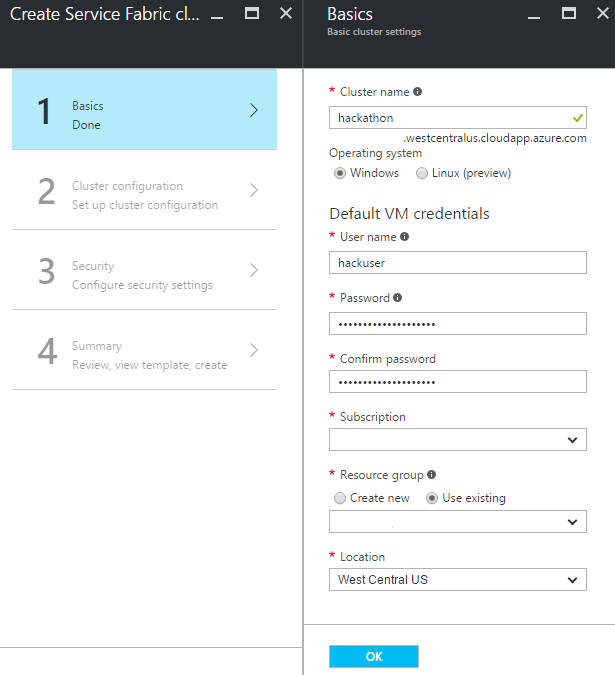 Create Service Fabric cl...
1
Basics
Done
2
Cluster configuration
Set up cluster configuration
3
Security
Configure security settings
4
Summary
Review, view template, create
Basics
Basic cluster settings
* Cluster name
hackathon
.westcentralus.cloudapp.azure.com
Operating system
Windows Linux (preview)
Default VM credentials
* User name
hackuser
* Password
••••••••••••••••••••
* Confirm password
••••••••••••••••••••
* Subscription
* Resource group
Create new Use existing
* Location
West Central US
OK